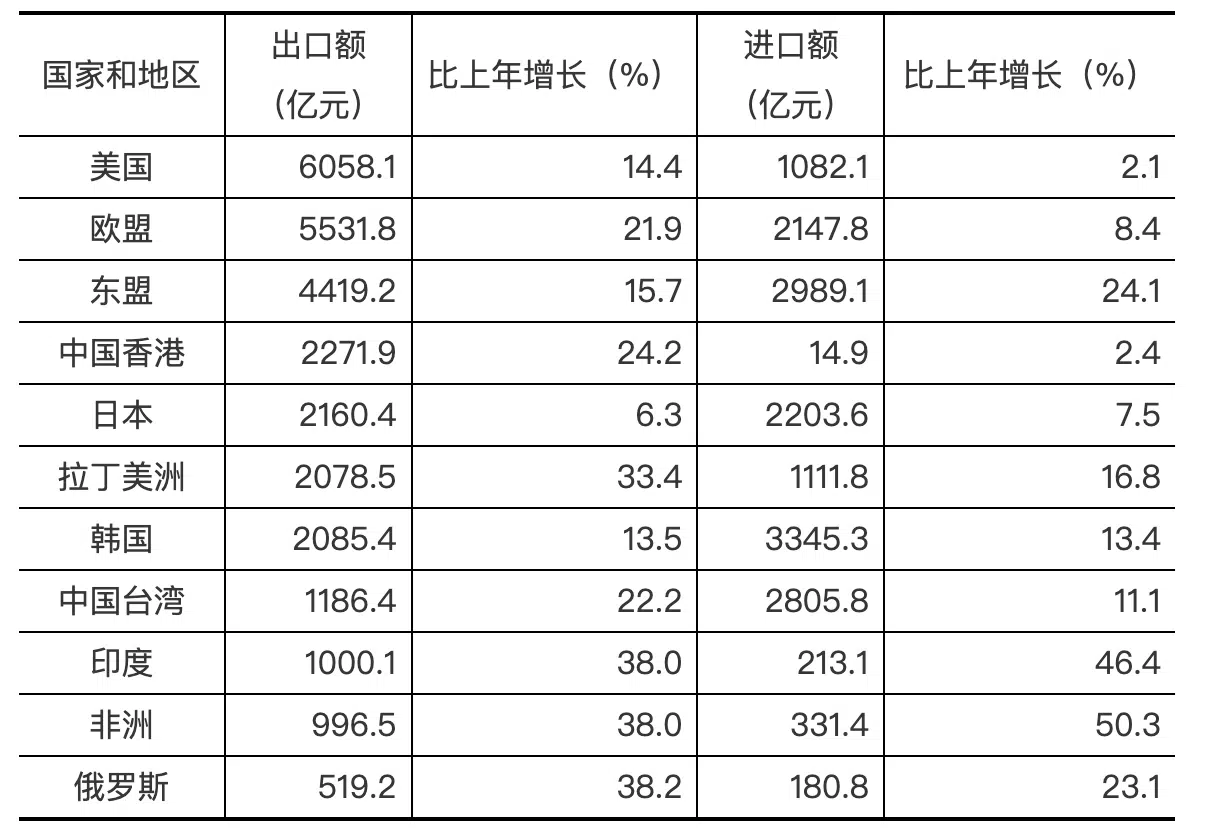 国家和地区 出口额(亿元) 比上年增长（%） 进口额(亿元) 比上年增长（%）
美国 6058.1 14.4 1082.1 2.1
欧盟 5531.8 21.9 2147.8 8.4
东盟 4419.2 15.7 2989.1 24.1
中国香港 2271.9 24.2 14.9 2.4
日本 2160.4 6.3 2203.6 7.5
拉丁美洲 2078.5 33.4 1111.8 16.8
韩国 2085.4 13.5 3345.3 13.4
中国台湾 1186.4 22.2 2805.8 11.1
印度 1000.1 38.0 213.1 46.4
非洲 996.5 38.0 331.4 50.3
俄罗斯 519.2 38.2 180.8 23.1